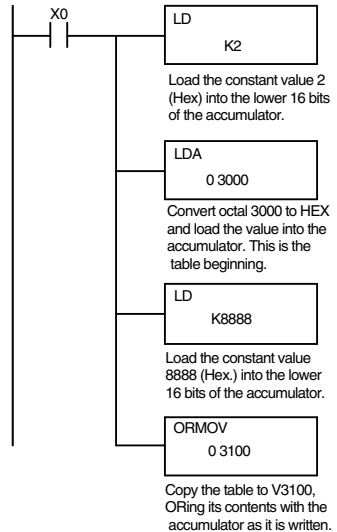 X0
LD
K2
Load the constant value 2
(Hex) into the lower 16 bits
of the accumulator.
LDA
0 3000
Convert octal 3000 to HEX
and load the value into the
accumulator. This is the
table beginning.
LD
K8888
Load the constant value
8888 (Hex.) into the lower
16 bits of the accumulator.
ORMOV
0 3100
Copy the table to V3100,
ORing its contents with the
accumulator as it is written.